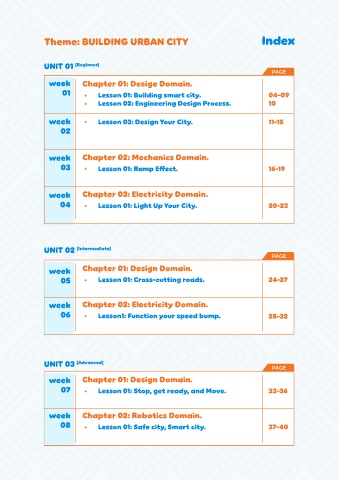 Theme: BUILDING URBAN CITY
Index
UNIT 01 [Beginner]
PAGE
week 01
Chapter 01: Desige Domain.
• Lesson 01: Building smart city. 04-09
• Lesson 02: Engineering Design Process. 10
week 02
• Lesson 03: Design Your City. 11-15
week 03
Chapter 02: Mechanics Domain.
• Lesson 01: Ramp Effect. 16-19
week 04
Chapter 03: Electricity Domain.
• Lesson 01: Light Up Your City. 20-23
UNIT 02 [Intermediate]
PAGE
week 05
Chapter 01: Design Domain.
• Lesson 01: Cross-cutting roads. 24-27
week 06
Chapter 02: Electricity Domain.
• Lesson1: Function your speed bump. 28-32
UNIT 03 [Advanced]
PAGE
week 07
Chapter 01: Design Domain.
• Lesson 01: Stop, get ready, and Move. 33-36
week 08
Chapter 02: Robotics Domain.
• Lesson 01: Safe city, Smart city. 37-40